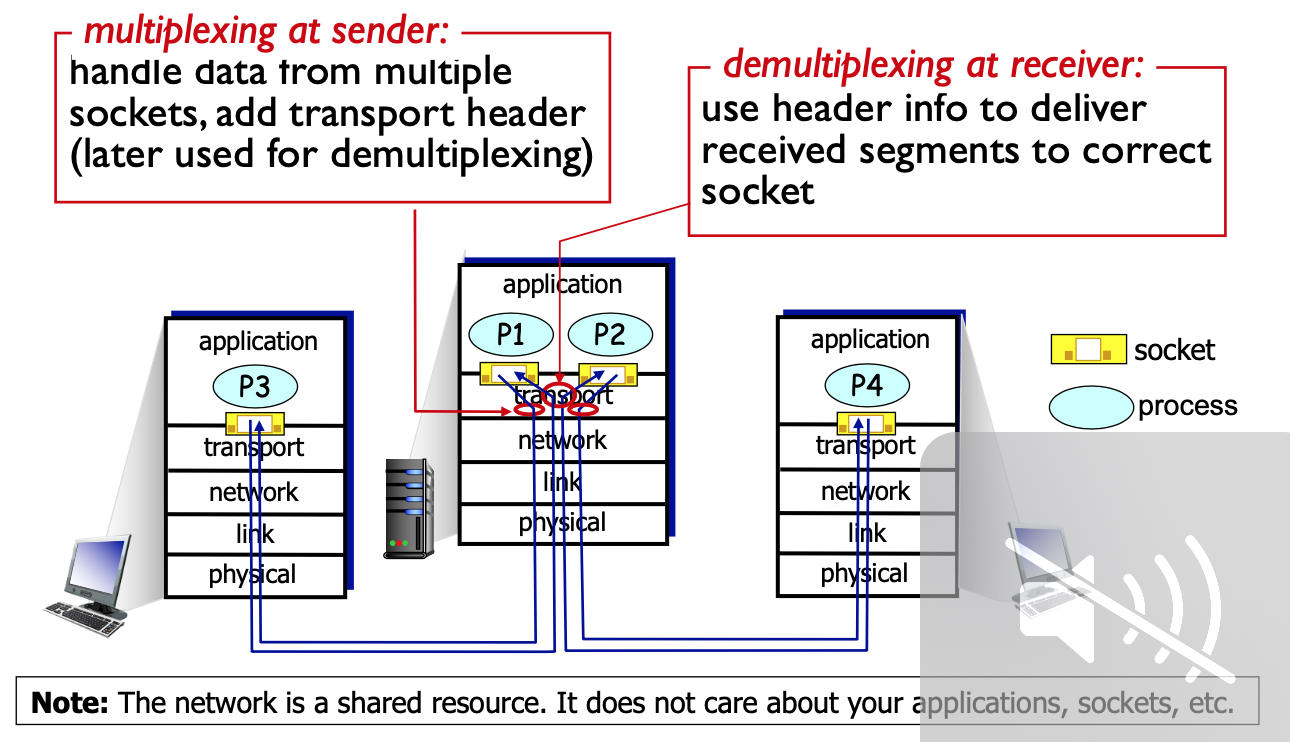 multiplexing at sender:
handle data from multiple
sockets, add transport header
(later used for demultiplexing)
demultiplexing at receiver:
use header info to deliver
received segments to correct
socket
application
P1 P2
transport
network
link
physical
application
P3
transport
network
link
physical
application
P4
transport
network
link
physical
socket
process
Note: The network is a shared resource. It does not care about your applications, sockets, etc.